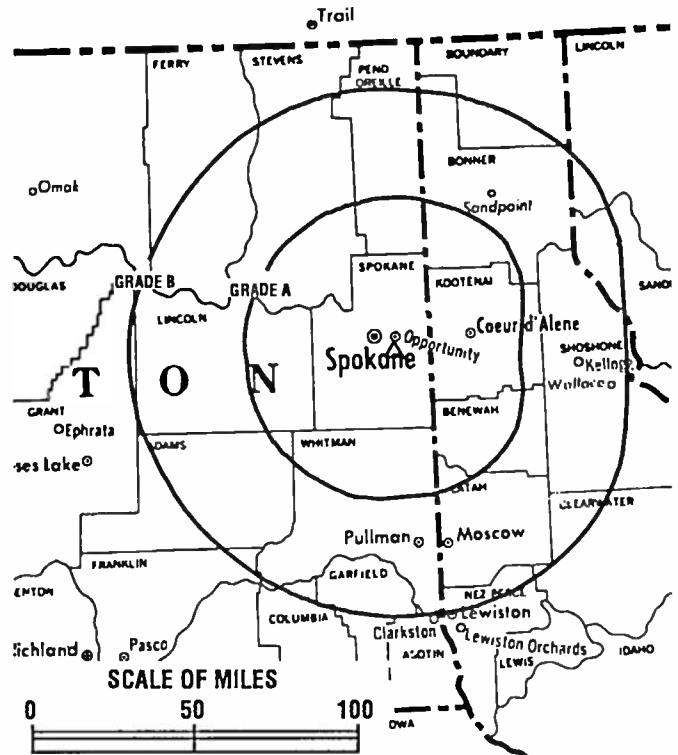 Trail
FERRY
STEVENS
PEND
OREILLE
BOUNDARY
LINCOLN
BONNER
Omak
Sandpoint
SPOKANE
KOOTENAI
GRADE B
GRADE A
DOUGLAS
LINCOLN
Opportunity
Coeur d'Alene
Spokane
SHOSHONE
Kellogg
Wallace
T O N
GRANT
BENEWAH
Ephrata
ADAMS
WHITMAN
ses Lake
LATAH
CLEARWATER
Pullman
Moscow
FRANKLIN
GARFIELD
NEZ PERCE
ENTON
COLUMBIA
Lewiston
Clarkston
Lewiston Orchards
Richland
Pasco
ASOTIN
LEWIS
IDAHO
SCALE OF MILES
0 50 100